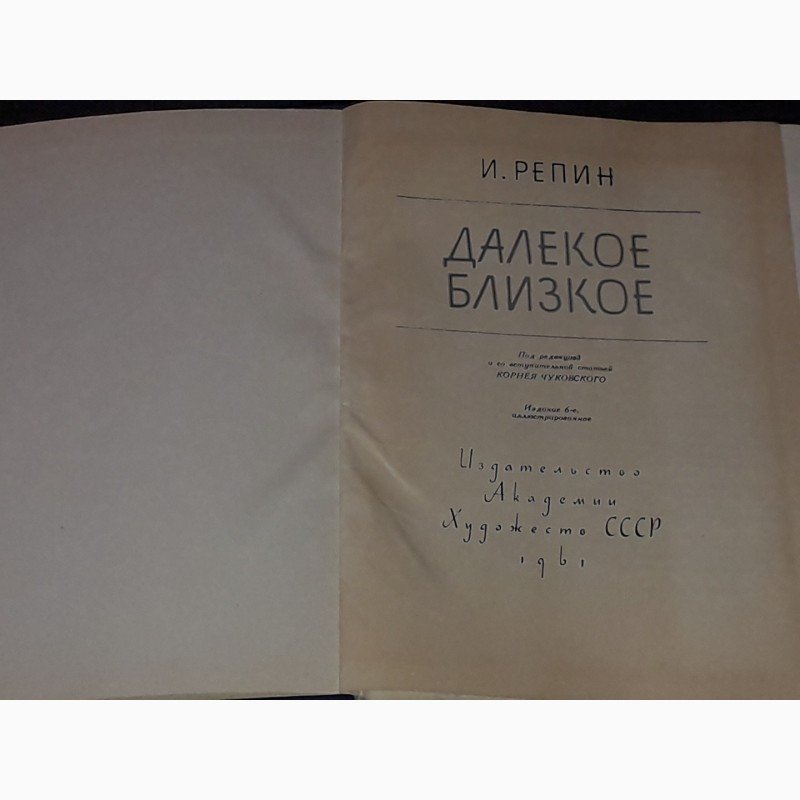 И. РЕПИН
ДАЛЕКОЕ
БЛИЗКОЕ
Под редакцией
и со вступительной статьей
КОРНЕЯ ЧУКОВСКОГО
Издание 6-е,
иллюстрированное
Издательство
Академии
Художеств СССР
1961